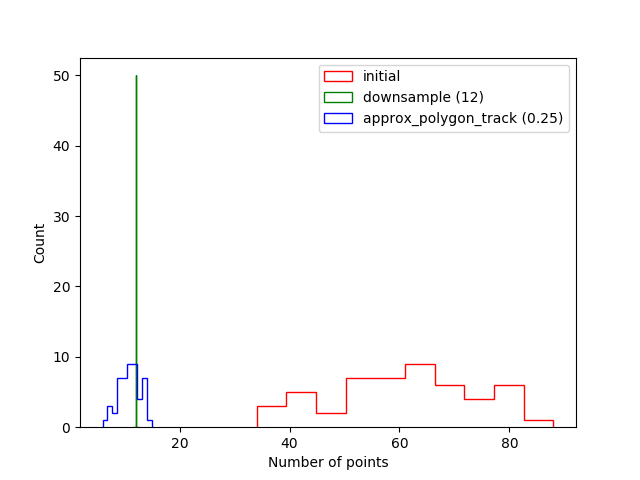 initial
downsample (12)
approx_polygon_track (0.25)
50
40
30
20
10
0
Count
20
40
60
80
Number of points